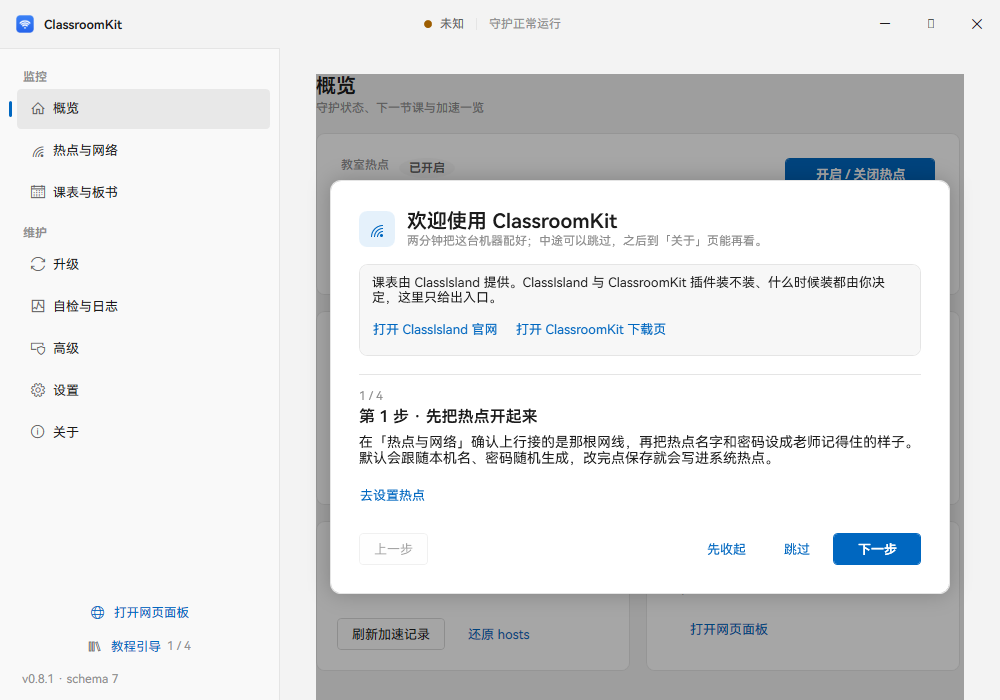 ClassroomKit
未知
守护正常运行
监控
概览
热点与网络
课表与板书
维护
升级
自检与日志
高级
设置
关于
打开网页面板
教程引导 1 / 4
v0.8.1 · schema 7
概览
守护状态、下一节课与加速一览
教室热点
已开启
开启 / 关闭热点
欢迎使用 ClassroomKit
两分钟把这台机器配好；中途可以跳过，之后到「关于」页能再看。
课表由 ClassIsland 提供。ClassIsland 与 ClassroomKit 插件装不装、什么时候装都由你决
定，这里只给出入口。
打开 ClassIsland 官网
打开 ClassroomKit 下载页
1 / 4
第 1 步 · 先把热点开起来
在「热点与网络」确认上行接的是那根网线，再把热点名字和密码设成老师记得住的样子。
默认会跟随本机名、密码随机生成，改完点保存就会写进系统热点。
去设置热点
上一步
先收起
跳过
下一步
刷新加速记录
还原 hosts
打开网页面板